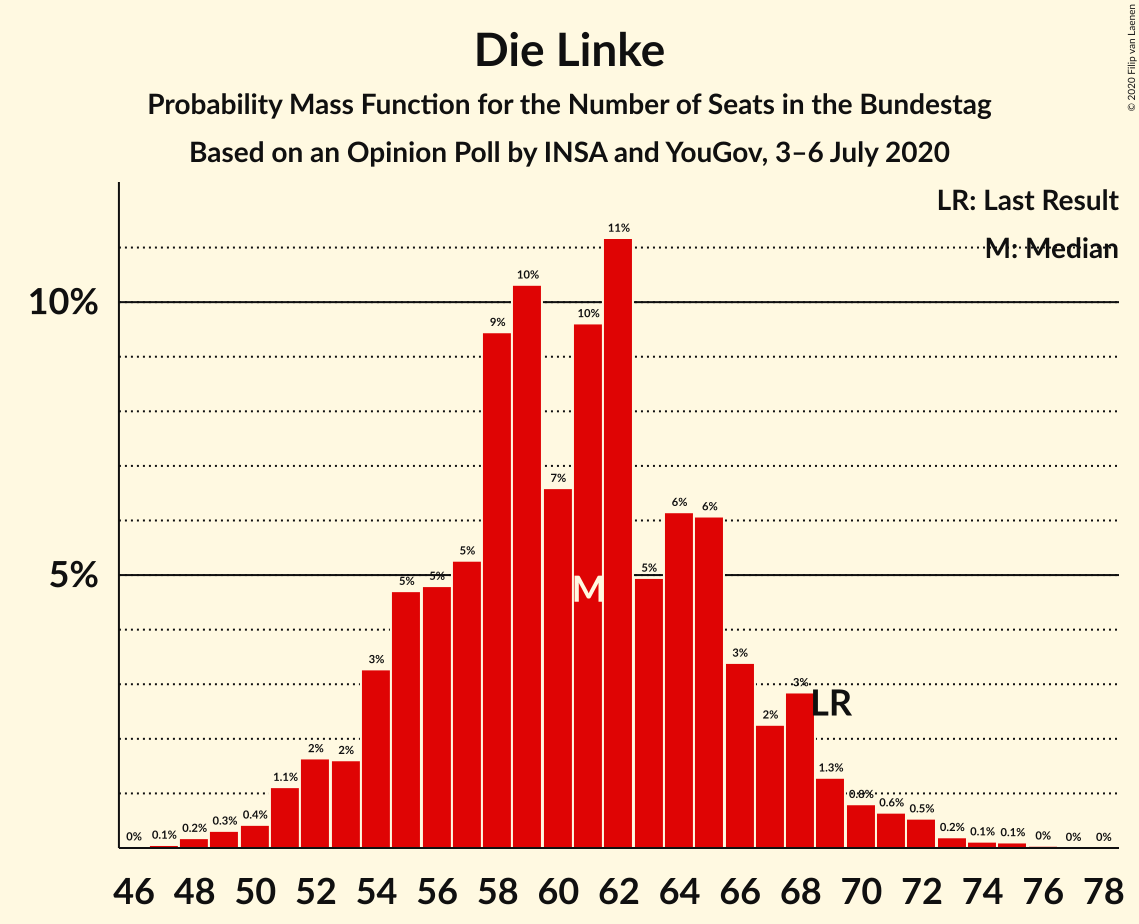 Die Linke
Probability Mass Function for the Number of Seats in the Bundestag
Based on an Opinion Poll by INSA and YouGov, 3–6 July 2020
© 2020 Filip van Laenen
LR: Last Result
M: Median
10%
5%
0% 0.1% 0.2% 0.3% 0.4% 1.1% 2% 2% 3% 5% 5% 5% 9% 10% 7% 10% 11% 5% 6% 6% 3% 2% 3% 1.3% 0.8% 0.6% 0.5% 0.2% 0.1% 0.1% 0% 0% 0%
M
LR
46 48 50 52 54 56 58 60 62 64 66 68 70 72 74 76 78